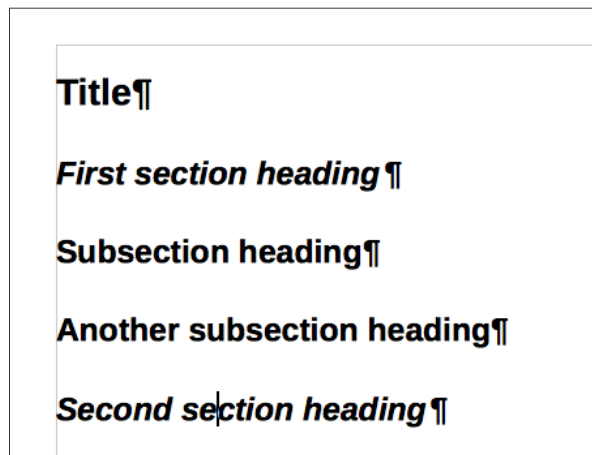 Title¶
First section heading¶
Subsection heading¶
Another subsection heading¶
Second section heading¶